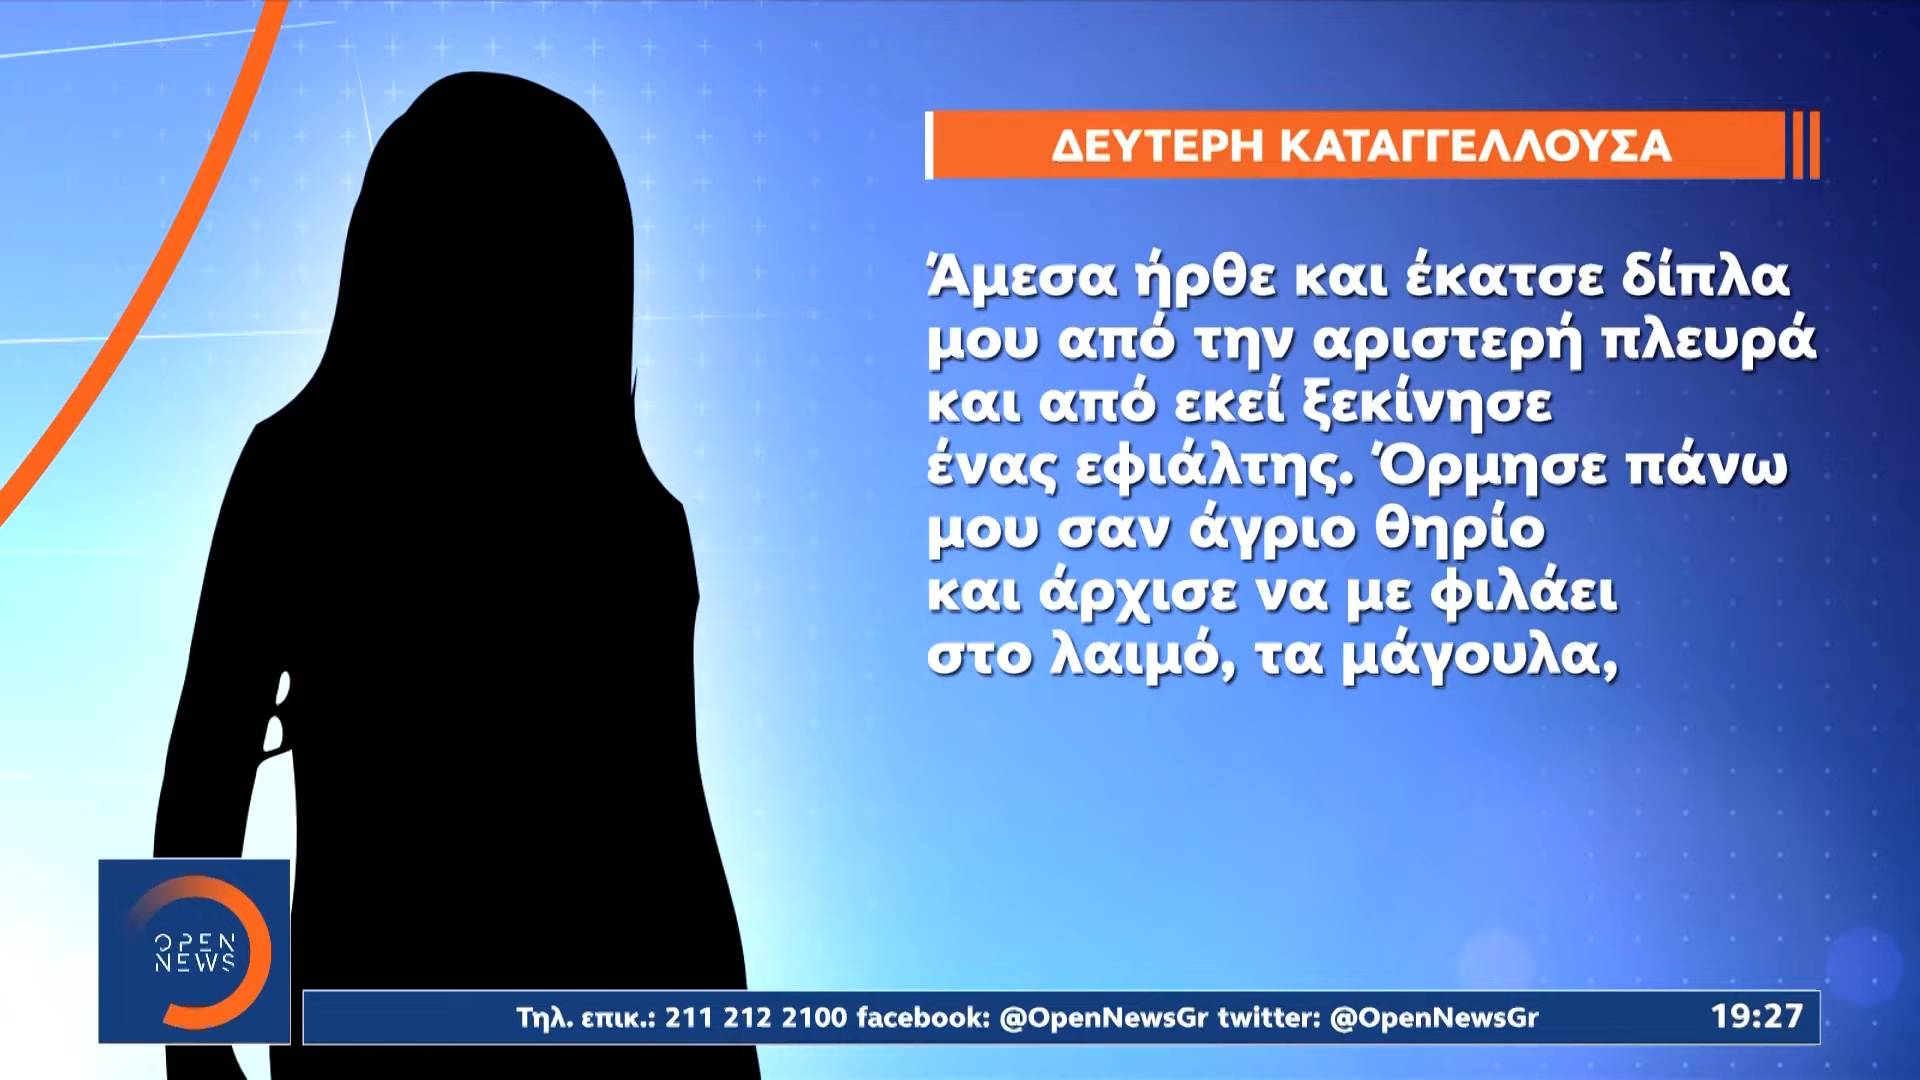 ΔΕΥΤΕΡΗ ΚΑΤΑΓΓΕΛΛΟΥΣΑ
Άμεσα ήρθε και έκατσε δίπλα
μου από την αριστερή πλευρά
και από εκεί ξεκίνησε
ένας εφιάλτης. Όρμησε πάνω
μου σαν άγριο θηρίο
και άρχισε να με φιλάει
στο λαιμό, τα μάγουλα,
OPEN
NEWS
Τηλ. επικ.: 211 212 2100 facebook: @OpenNewsGr twitter: @OpenNewsGr
19:27